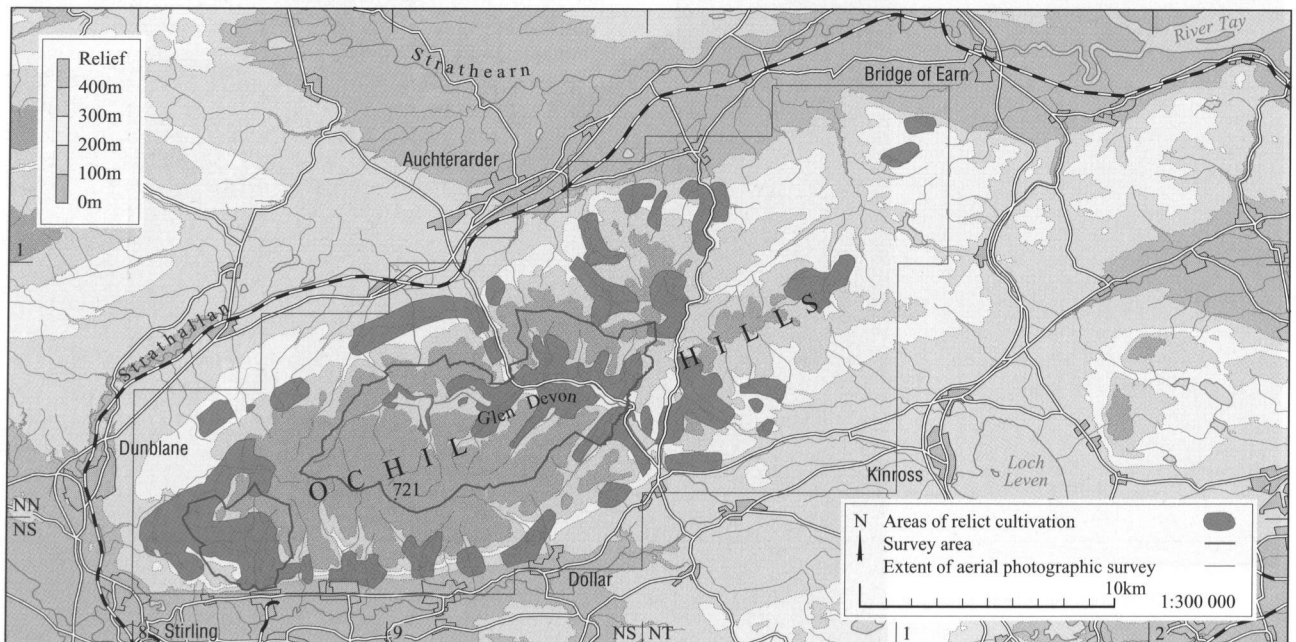 Relief
400m
300m
200m
100m
0m
Strathearn
River Tay
Bridge of Earn
Auchterarder
1
Strathallan
HILLS
Glen Devon
Dunblane
OCHIL
721
Kinross
Loch
Leven
NN
NS
N Areas of relict cultivation
Survey area
Extent of aerial photographic survey
10km
1:300 000
Dollar
8
Stirling
9
NS NT
1
2